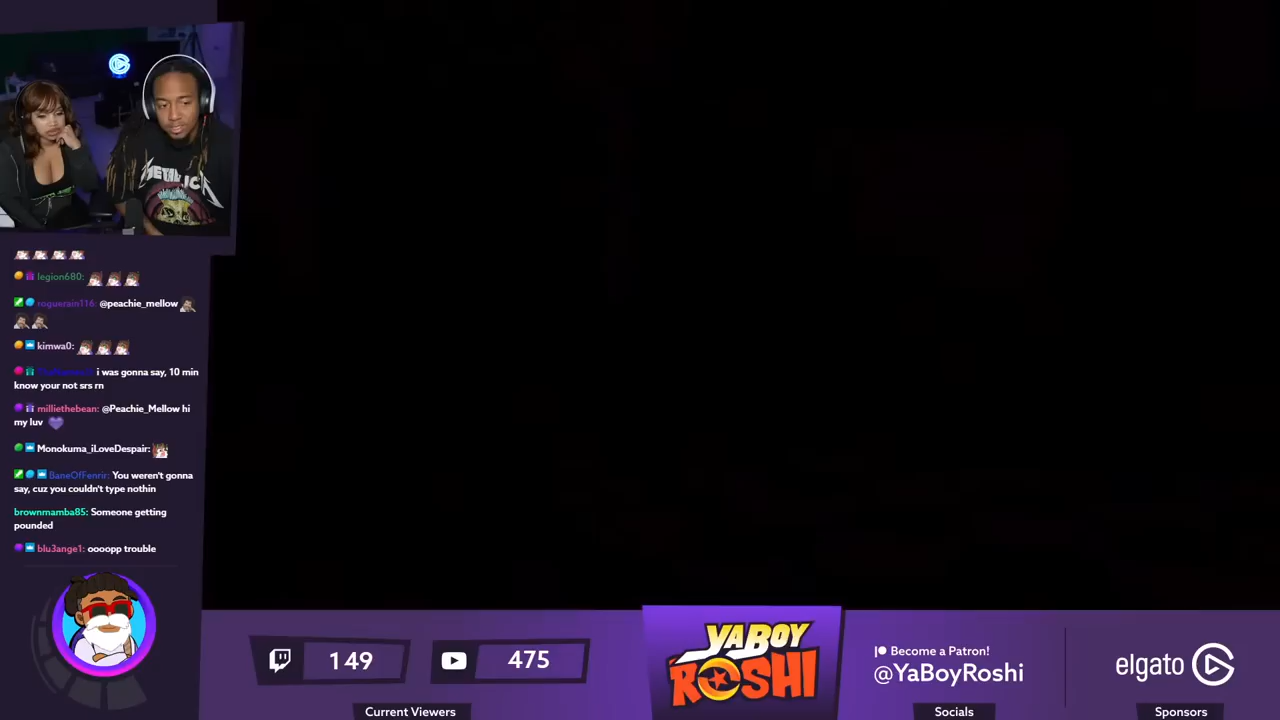 METALLICA
legion680:
roguerain116: @peachie_mellow
kimwa0:
i was gonna say, 10 min
know your not srs rn
milliethebean: @Peachie_Mellow hi
my luv
Monokuma_iLoveDespair:
BaneOfFenrir: You weren't gonna
say, cuz you couldn't type nothin
brownmamba85: Someone getting
pounded
blu3ange1: oooopp trouble
149
475
Current Viewers
YABOY
ROSHI
Become a Patron!
@YaBoyRoshi
Socials
elgato
Sponsors